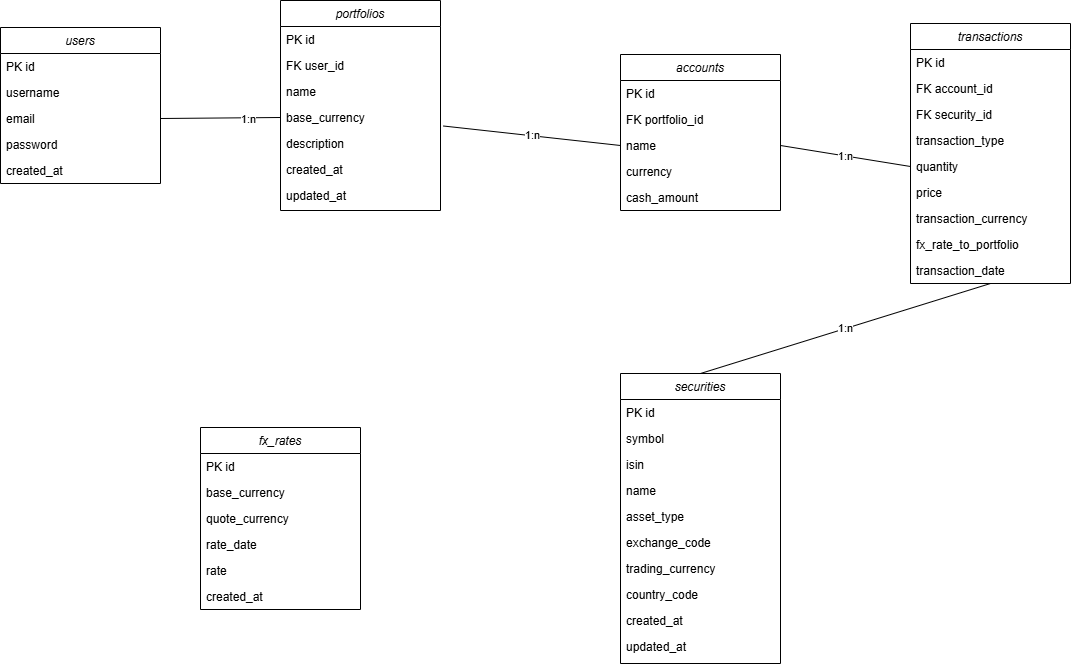 users
PK id
username
email
password
created_at
1:n
portfolios
PK id
FK user_id
name
base_currency
description
created_at
updated_at
1:n
accounts
PK id
FK portfolio_id
name
currency
cash_amount
1:n
transactions
PK id
FK account_id
FK security_id
transaction_type
quantity
price
transaction_currency
fx_rate_to_portfolio
transaction_date
1:n
securities
PK id
symbol
isin
name
asset_type
exchange_code
trading_currency
country_code
created_at
updated_at
fx_rates
PK id
base_currency
quote_currency
rate_date
rate
created_at